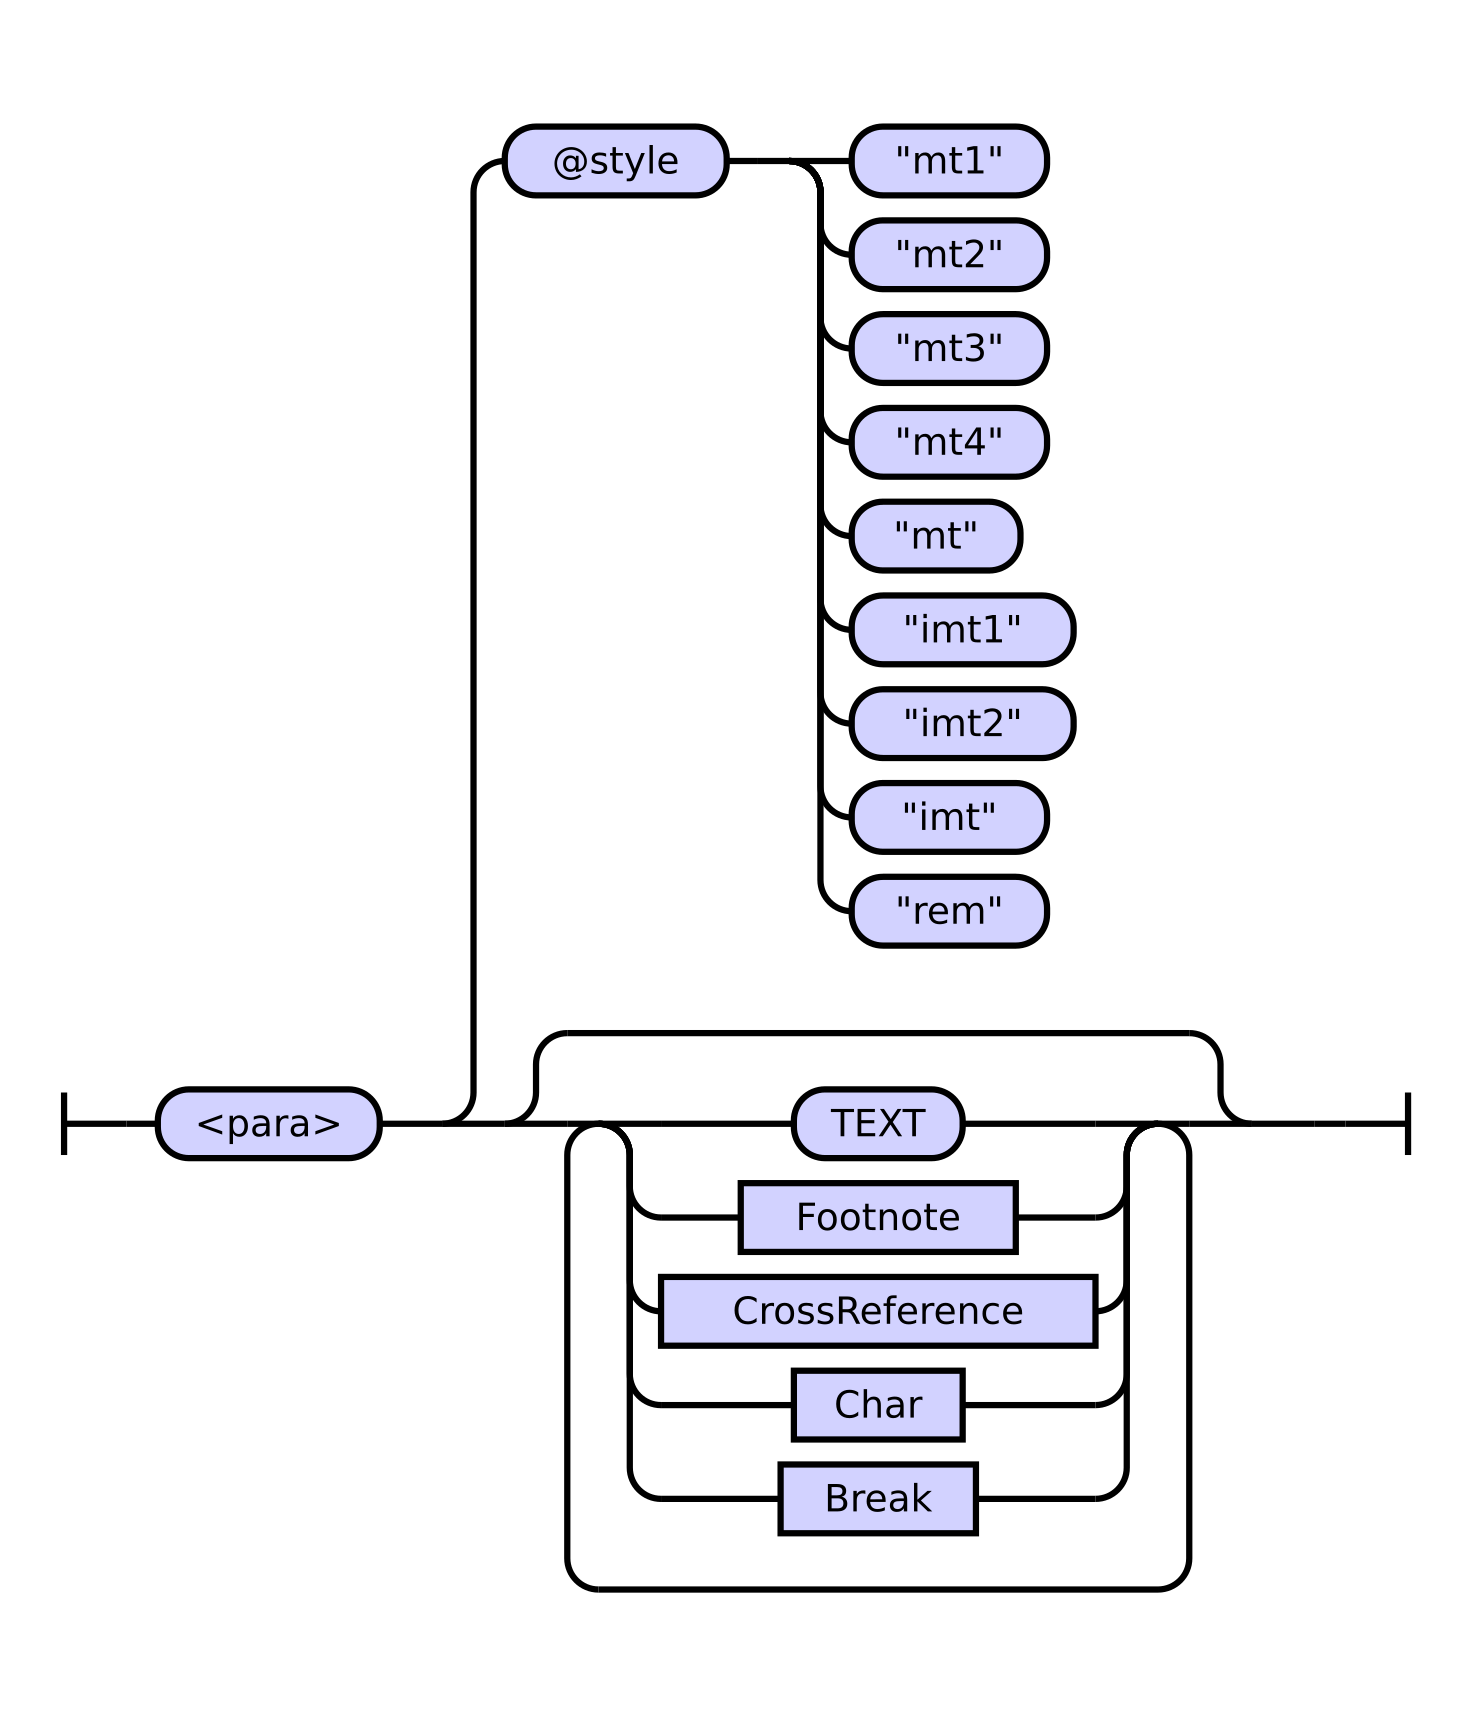 @style
"mt1"
"mt2"
"mt3"
"mt4"
"mt"
"imt1"
"imt2"
"imt"
"rem"
<para>
TEXT
Footnote
CrossReference
Char
Break